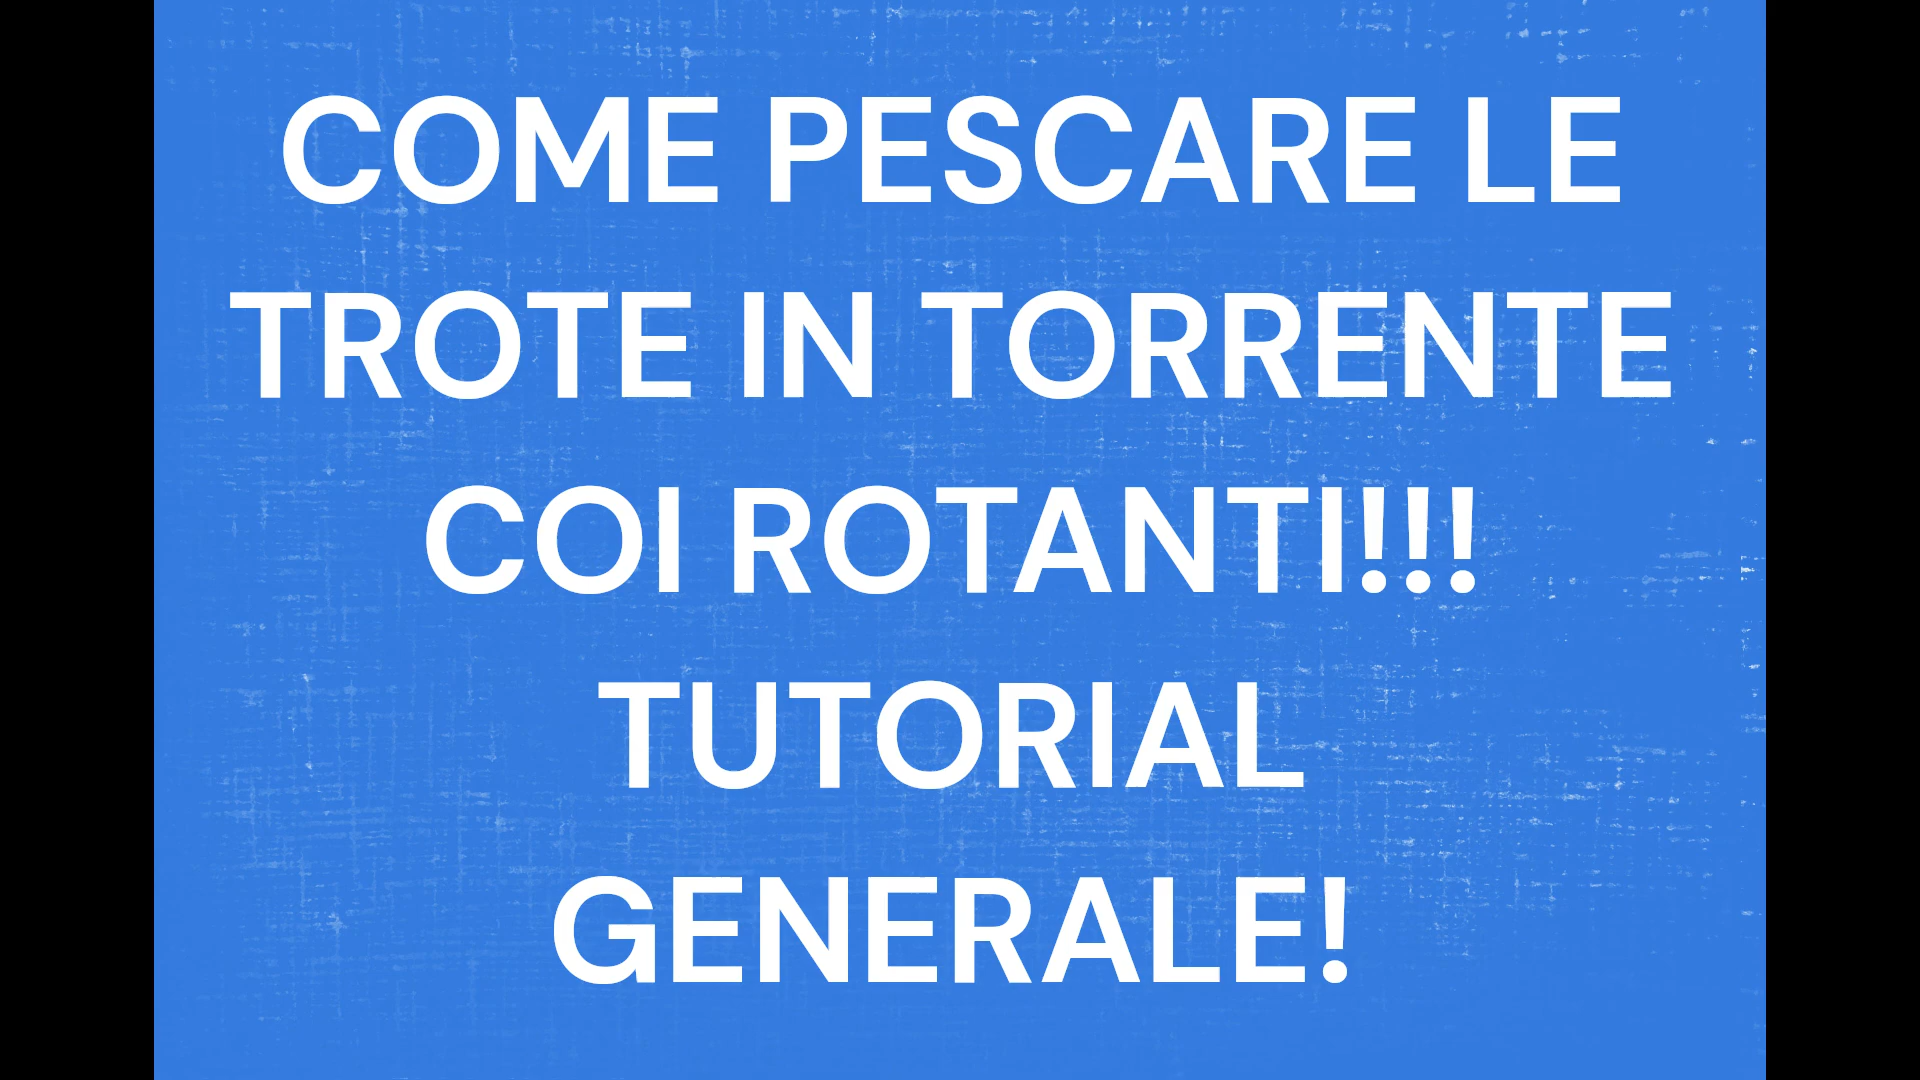 COME PESCARE LE
TROTE IN TORRENTE
COI ROTANTI!!!
TUTORIAL
GENERALE!